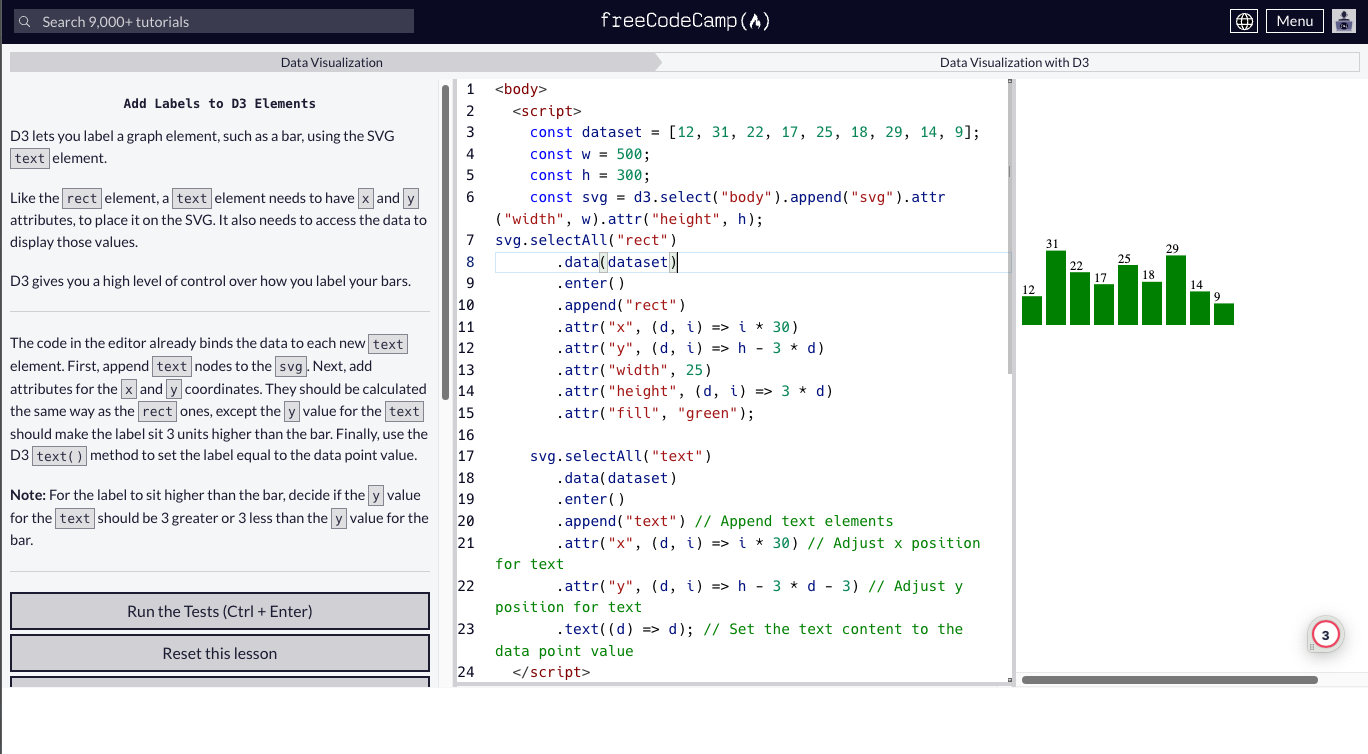 Search 9,000+ tutorials
freeCodeCamp
Menu
Data Visualization
Data Visualization with D3
Add Labels to D3 Elements
D3 lets you label a graph element, such as a bar, using the SVG
text element.
Like the rect element, a text element needs to have x and y
attributes, to place it on the SVG. It also needs to access the data to
display those values.
D3 gives you a high level of control over how you label your bars.
The code in the editor already binds the data to each new text
element. First, append text nodes to the svg. Next, add
attributes for the x and y coordinates. They should be calculated
the same way as the rect ones, except the y value for the text
should make the label sit 3 units higher than the bar. Finally, use the
D3 text() method to set the label equal to the data point value.
Note: For the label to sit higher than the bar, decide if the y value
for the text should be 3 greater or 3 less than the y value for the
bar.
Run the Tests (Ctrl + Enter)
Reset this lesson
1 <body>
2 <script>
3 const dataset = [12, 31, 22, 17, 25, 18, 29, 14, 9];
4 const w = 500;
5 const h = 300;
6 const svg = d3.select("body").append("svg").attr
("width", w).attr("height", h);
7 svg.selectAll("rect")
8 .data(dataset)
9 .enter()
10 .append("rect")
11 .attr("x", (d, i) => i * 30)
12 .attr("y", (d, i) => h - 3 * d)
13 .attr("width", 25)
14 .attr("height", (d, i) => 3 * d)
15 .attr("fill", "green");
16
17 svg.selectAll("text")
18 .data(dataset)
19 .enter()
20 .append("text") // Append text elements
21 .attr("x", (d, i) => i * 30) // Adjust x position
for text
22 .attr("y", (d, i) => h - 3 * d - 3) // Adjust y
position for text
23 .text((d) => d); // Set the text content to the
data point value
24 </script>
12
31
22
17
25
18
29
14
9
3